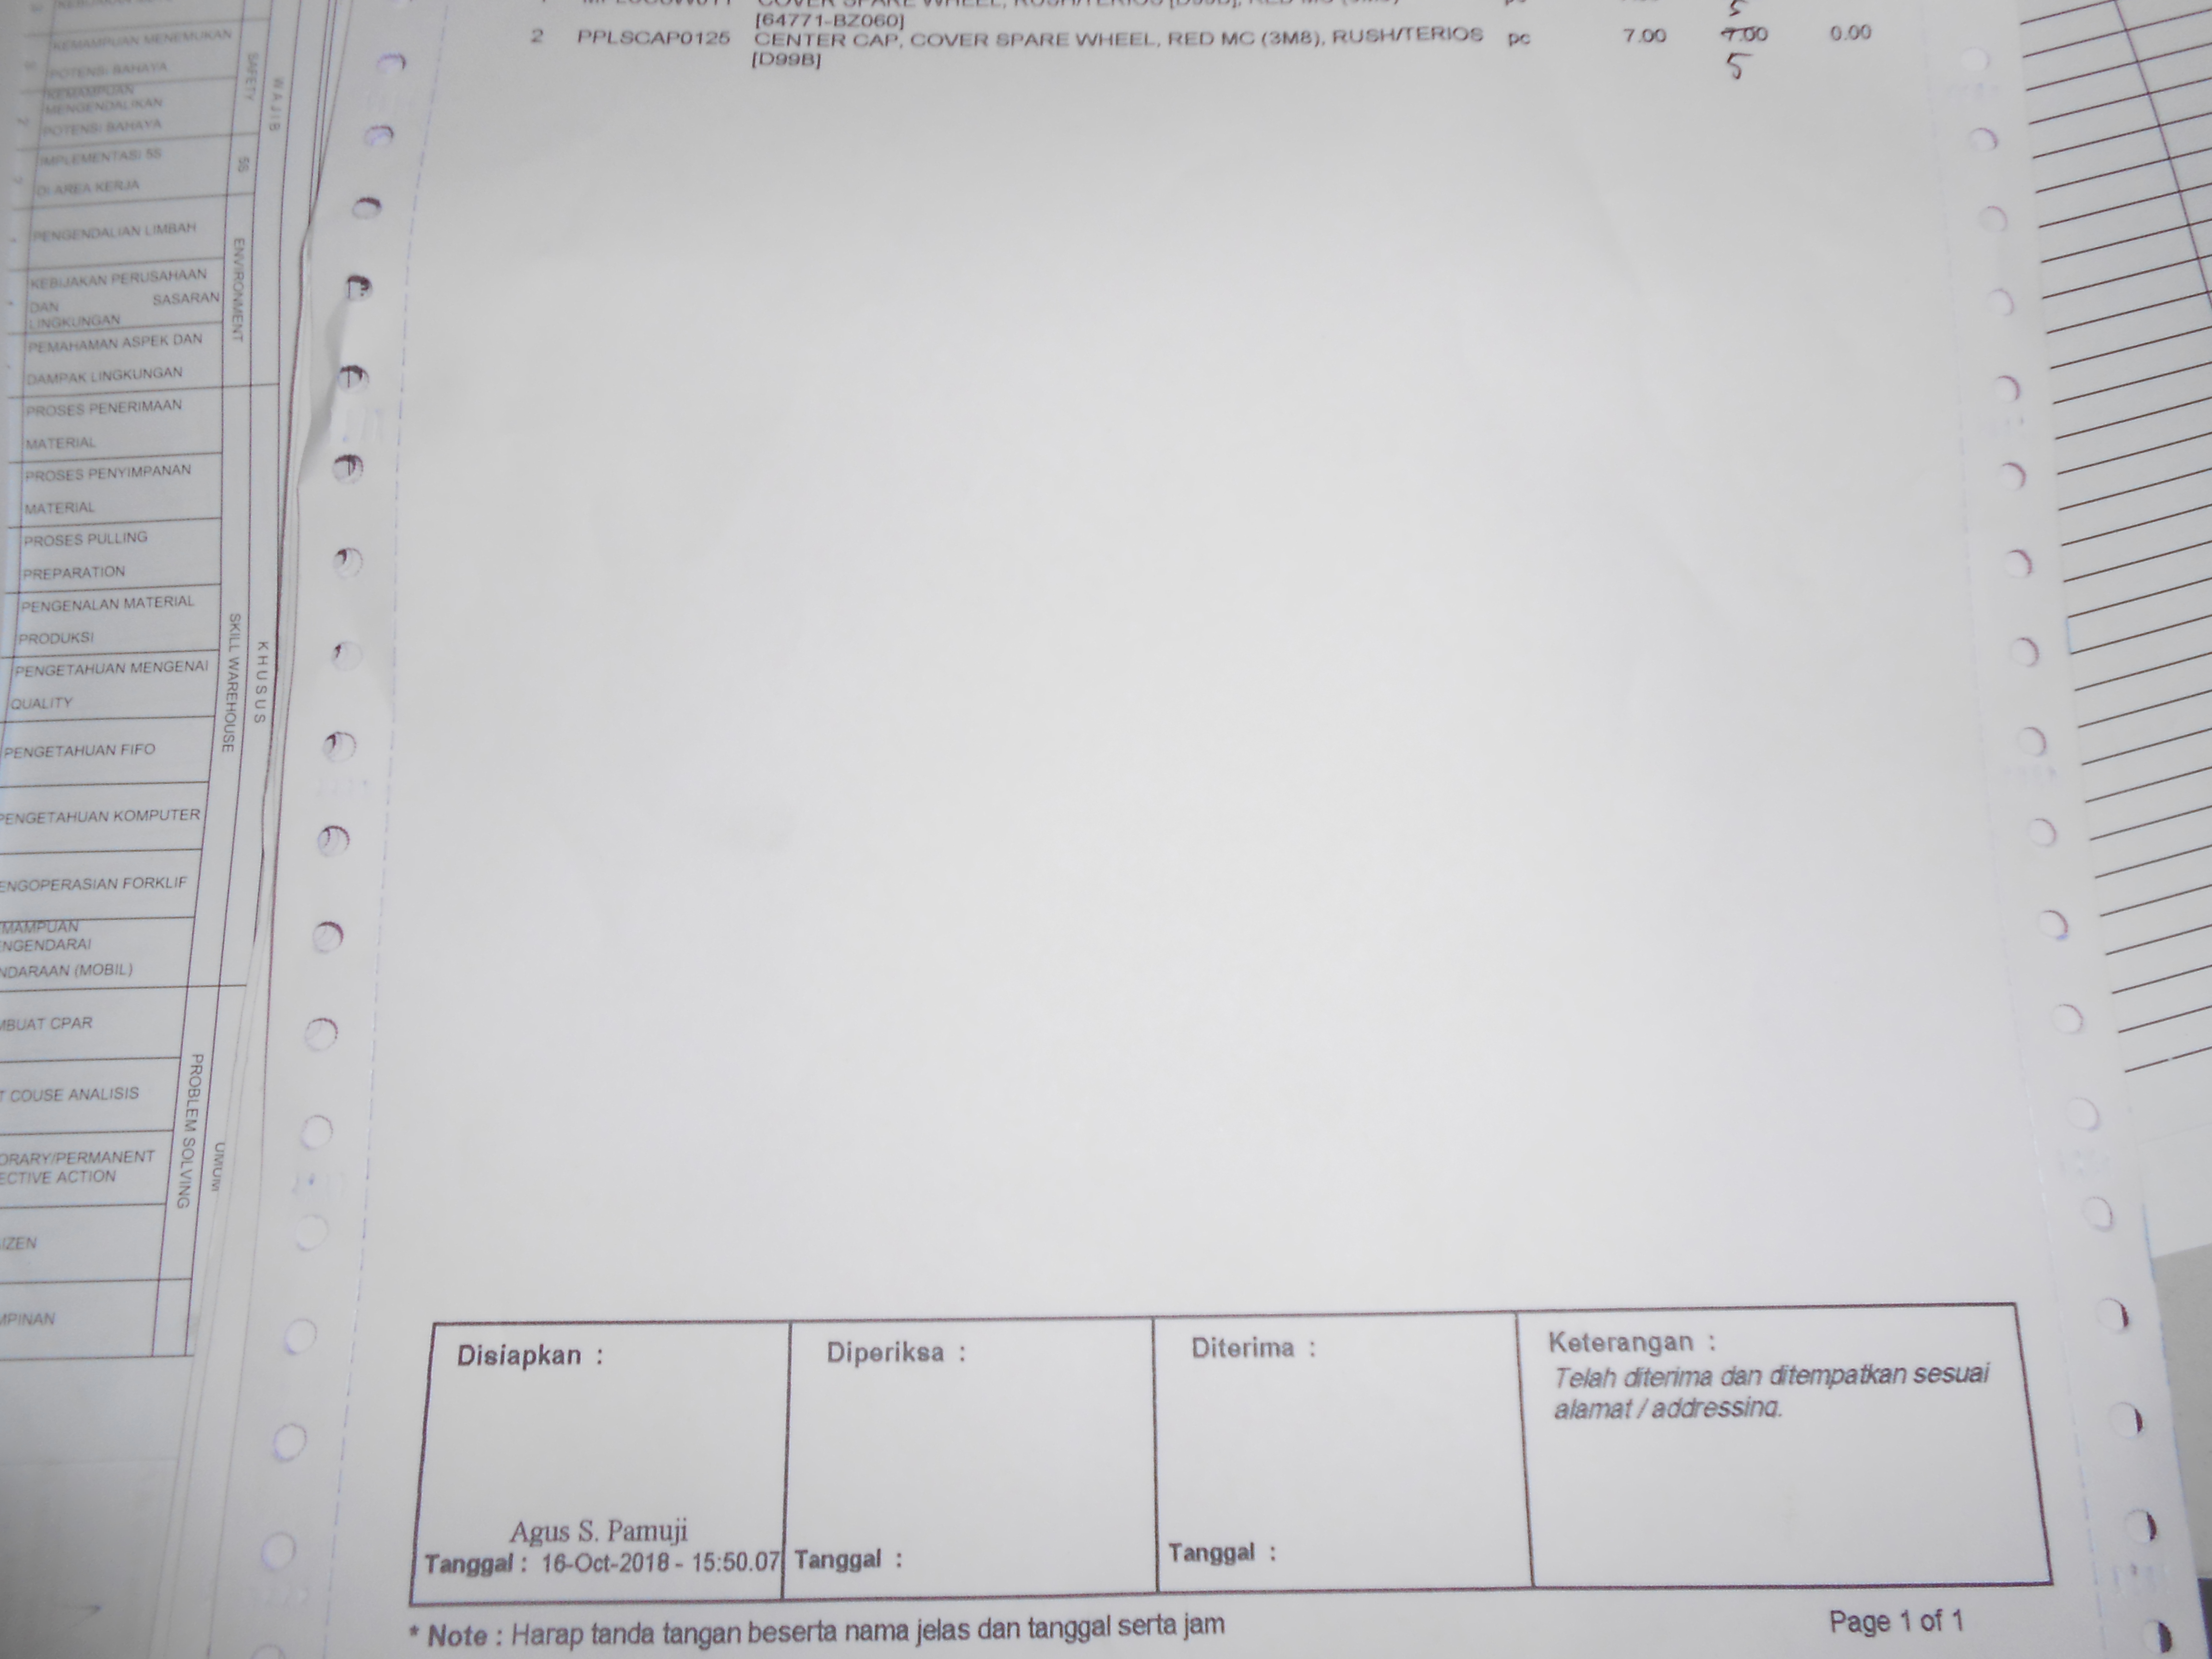 COVER SPARE WHEEL, RUSH/TERIOS [D99B], RED MC (3M8)
[64771-BZ060]
5
2 PPLSCAP0125 CENTER CAP, COVER SPARE WHEEL, RED MC (3M8), RUSH/TERIOS pc 7.00 7.00 0.00
[D99B]
5
KEMAMPUAN MENEMUKAN
POTENSI BAHAYA
KEMAMPUAN
MENGENDALIKAN
POTENSI BAHAYA
SAFETY
WAJIB
IMPLEMENTASI 5S
DI AREA KERJA
5S
PENGENDALIAN LIMBAH
KEBIJAKAN PERUSAHAAN
DAN SASARAN
LINGKUNGAN
PEMAHAMAN ASPEK DAN
DAMPAK LINGKUNGAN
ENVIRONMENT
PROSES PENERIMAAN
MATERIAL
PROSES PENYIMPANAN
MATERIAL
PROSES PULLING
PREPARATION
PENGENALAN MATERIAL
PRODUKSI
PENGETAHUAN MENGENAI
QUALITY
PENGETAHUAN FIFO
PENGETAHUAN KOMPUTER
ENGOPERASIAN FORKLIF
MAMPUAN
NGENDARAI
NDARAAN (MOBIL)
SKILL WAREHOUSE
KHUSUS
MBUAT CPAR
T COUSE ANALISIS
ORARY/PERMANENT
ECTIVE ACTION
IZEN
MPINAN
PROBLEM SOLVING
UMUM
Disiapkan :
Agus S. Pamuji
Tanggal : 16-Oct-2018 - 15:50.07
Diperiksa :
Tanggal :
Diterima :
Tanggal :
Keterangan :
Telah diterima dan ditempatkan sesuai
alamat / addressing.
* Note : Harap tanda tangan beserta nama jelas dan tanggal serta jam
Page 1 of 1